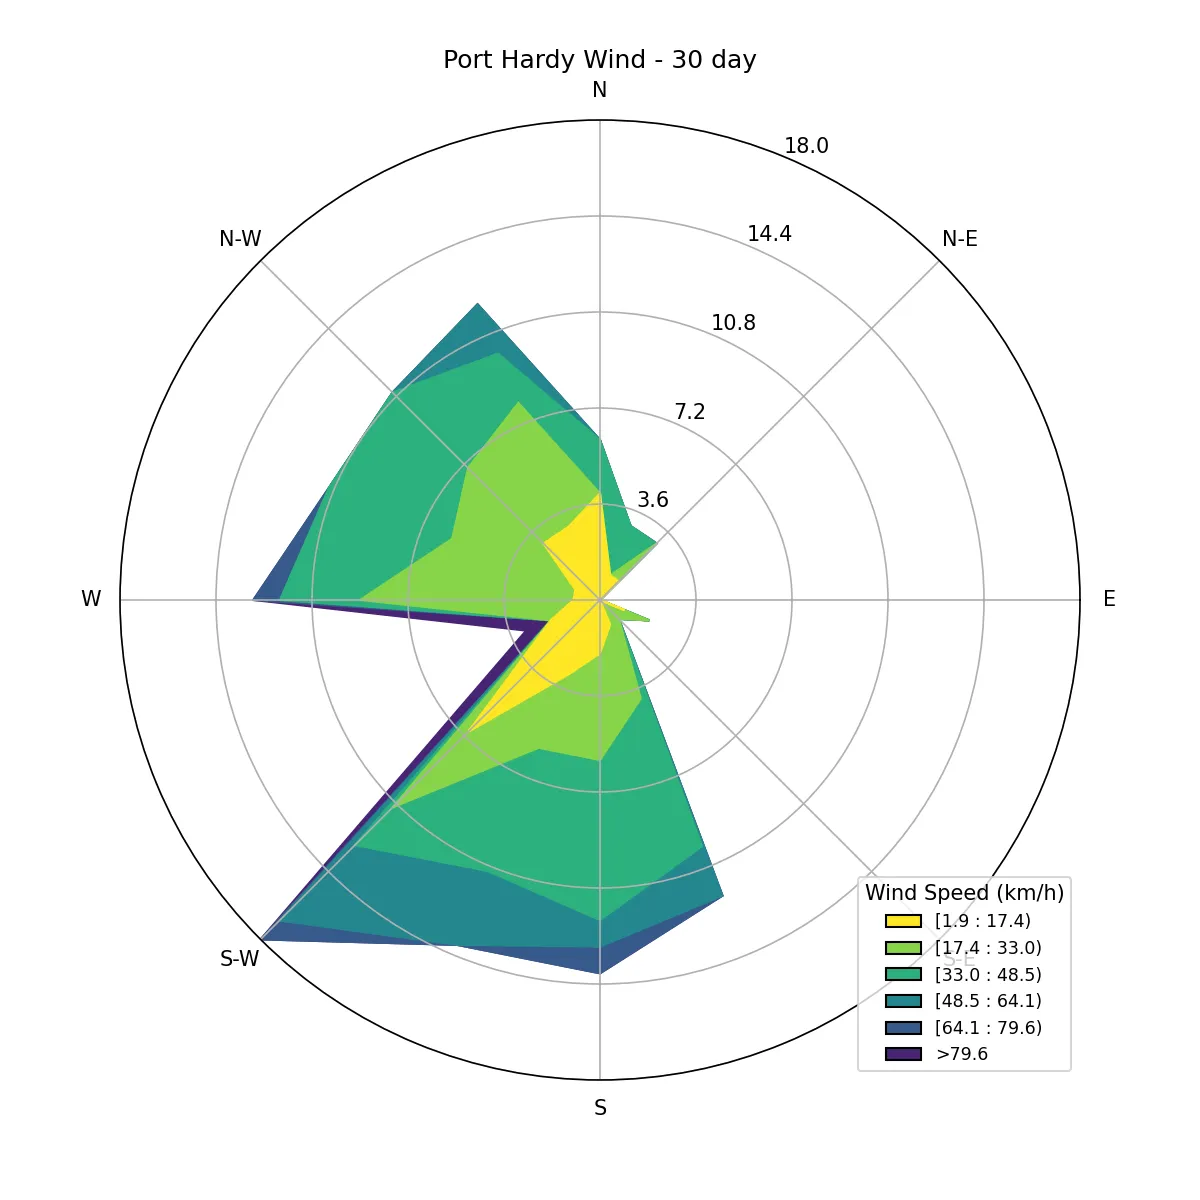 Port Hardy Wind - 30 day
N
18.0
N-W
14.4
N-E
10.8
7.2
3.6
W
E
S-W
S-E
S
Wind Speed (km/h)
[1.9 : 17.4)
[17.4 : 33.0)
[33.0 : 48.5)
[48.5 : 64.1)
[64.1 : 79.6)
>79.6